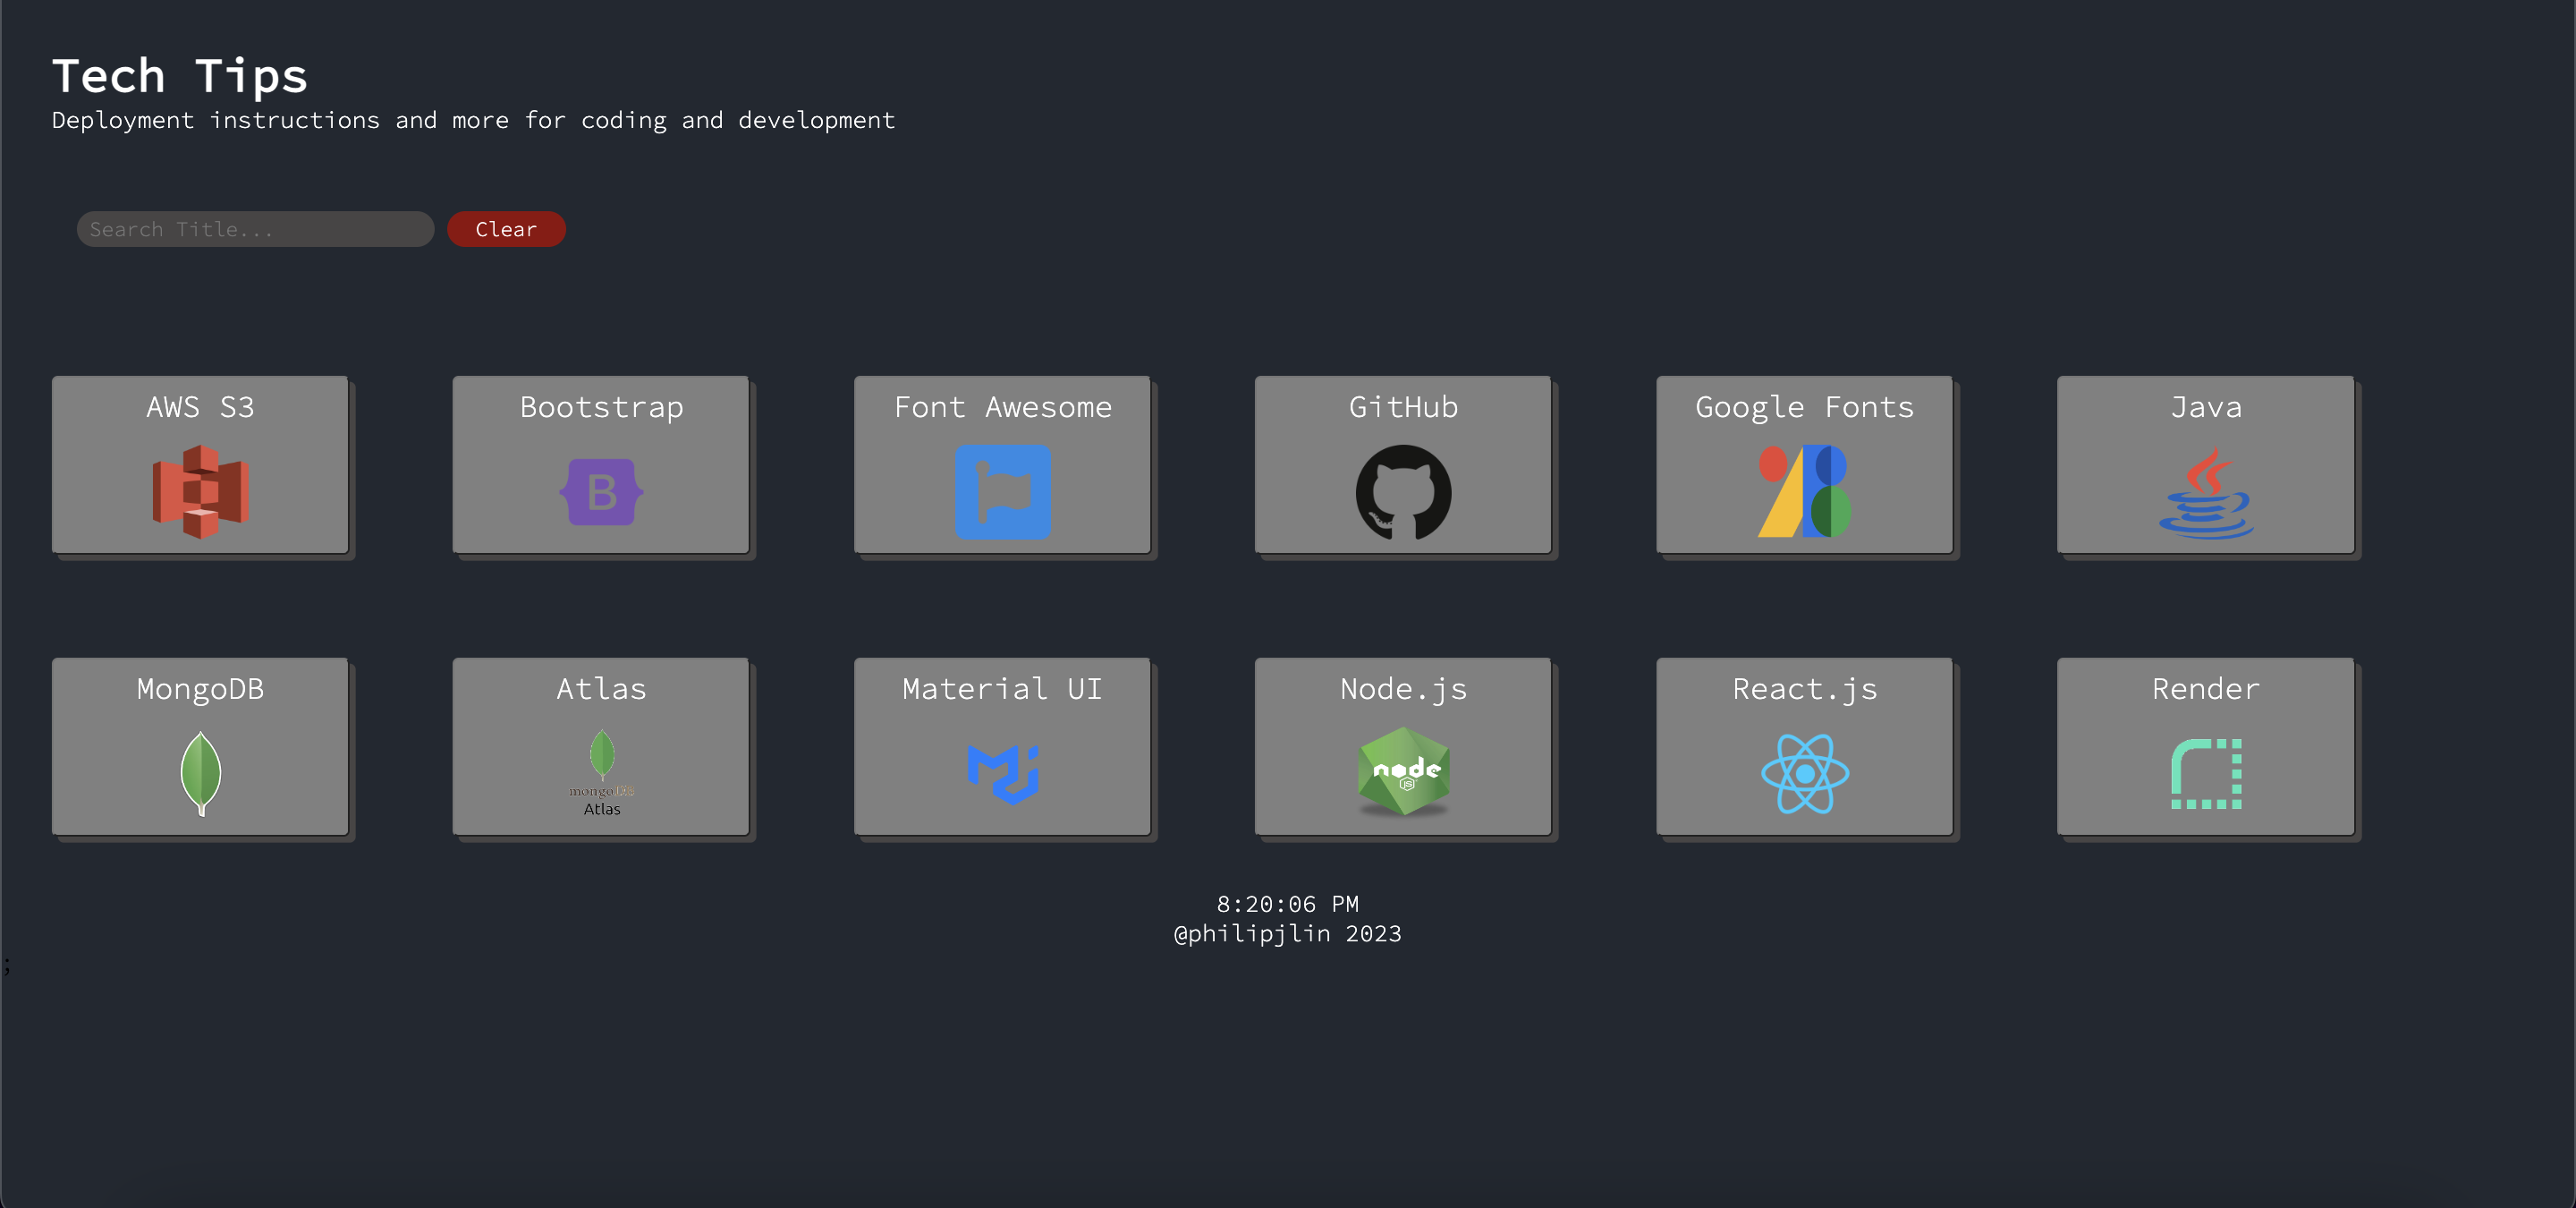 Tech Tips
Deployment instructions and more for coding and development
Search Title...
Clear
AWS S3
Bootstrap
B
Font Awesome
GitHub
Google Fonts
Java
MongoDB
Atlas
mongoDB
Atlas
Material UI
Node.js
node
JS
React.js
Render
8:20:06 PM
@philipjlin 2023
;